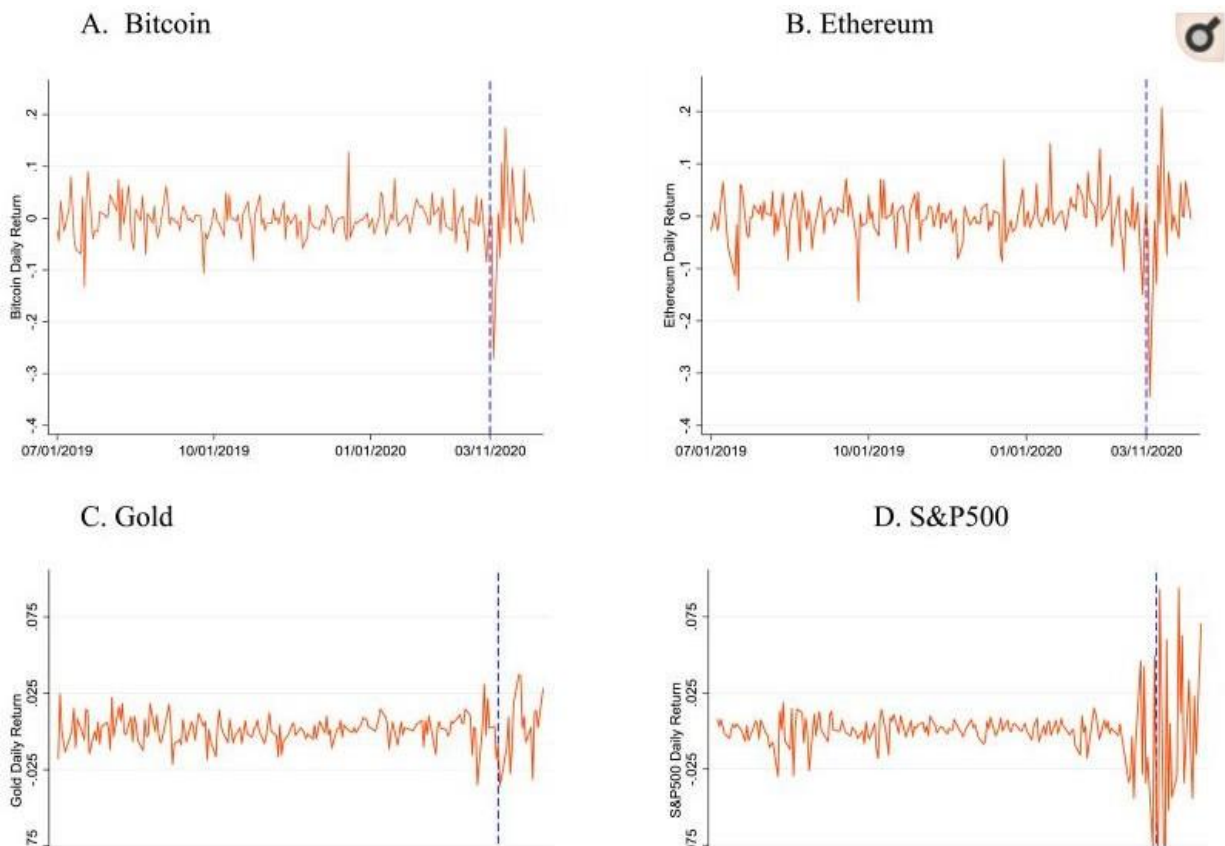 A. Bitcoin
Bitcoin Daily Return
.2
.1
0
-.1
-.2
-.3
-.4
07/01/2019 10/01/2019 01/01/2020 03/11/2020
B. Ethereum
Ethereum Daily Return
.2
.1
0
-.1
-.2
-.3
-.4
07/01/2019 10/01/2019 01/01/2020 03/11/2020
C. Gold
Gold Daily Return
.075
.025
-.025
75
D. S&P500
S&P500 Daily Return
.075
.025
-.025
75